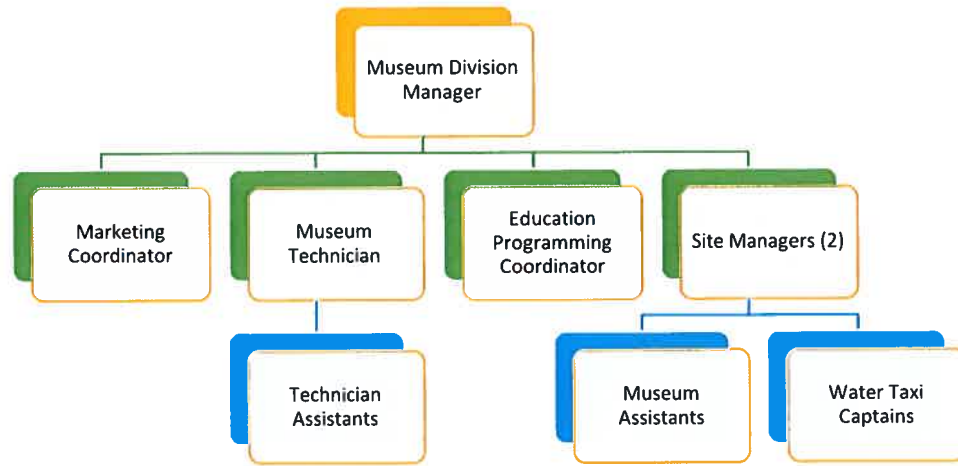 Museum Division
Manager
Marketing
Coordinator
Museum
Technician
Education
Programming
Coordinator
Site Managers (2)
Technician
Assistants
Museum
Assistants
Water Taxi
Captains